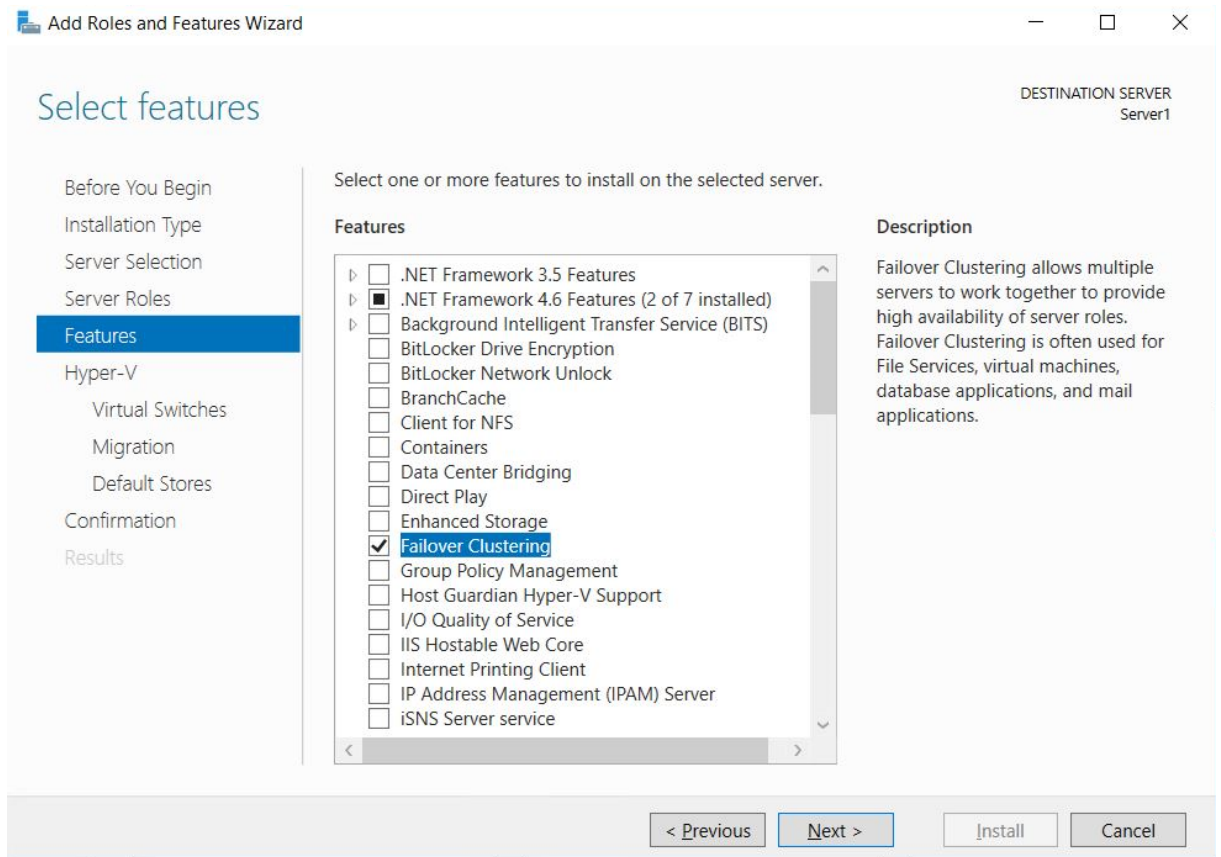 Add Roles and Features Wizard
Select features
DESTINATION SERVER
Server1
Before You Begin
Installation Type
Server Selection
Server Roles
Features
Hyper-V
Virtual Switches
Migration
Default Stores
Confirmation
Results
Select one or more features to install on the selected server.
Features
.NET Framework 3.5 Features
.NET Framework 4.6 Features (2 of 7 installed)
Background Intelligent Transfer Service (BITS)
BitLocker Drive Encryption
BitLocker Network Unlock
BranchCache
Client for NFS
Containers
Data Center Bridging
Direct Play
Enhanced Storage
Failover Clustering
Group Policy Management
Host Guardian Hyper-V Support
I/O Quality of Service
IIS Hostable Web Core
Internet Printing Client
IP Address Management (IPAM) Server
iSNS Server service
Description
Failover Clustering allows multiple
servers to work together to provide
high availability of server roles.
Failover Clustering is often used for
File Services, virtual machines,
database applications, and mail
applications.
< Previous
Next >
Install
Cancel